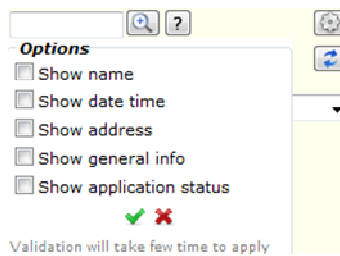 ?
Options
Show name
Show date time
Show address
Show general info
Show application status
Validation will take few time to apply